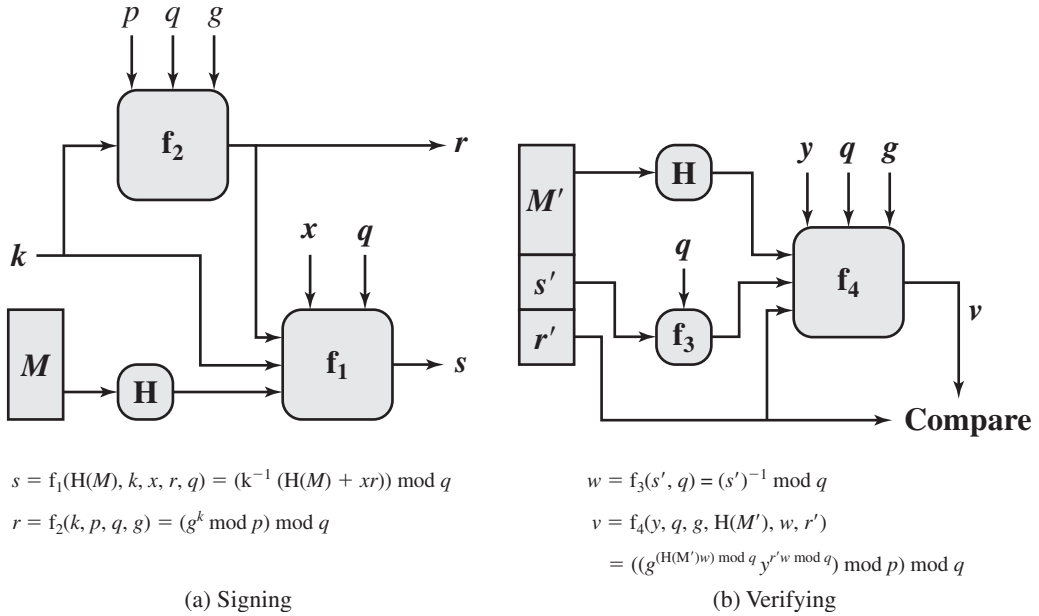 p q g
f₂
r
k
x q
M
H
f₁
s
s = f₁(H(M), k, x, r, q) = (k⁻¹ (H(M) + xr)) mod q
r = f₂(k, p, q, g) = (gᵏ mod p) mod q
(a) Signing
M′
s′
r′
H
q
f₃
y q g
f₄
v
Compare
w = f₃(s′, q) = (s′)⁻¹ mod q
v = f₄(y, q, g, H(M′), w, r′)
= ((g^(H(M′)w) mod q y^r′w mod q) mod p) mod q
(b) Verifying